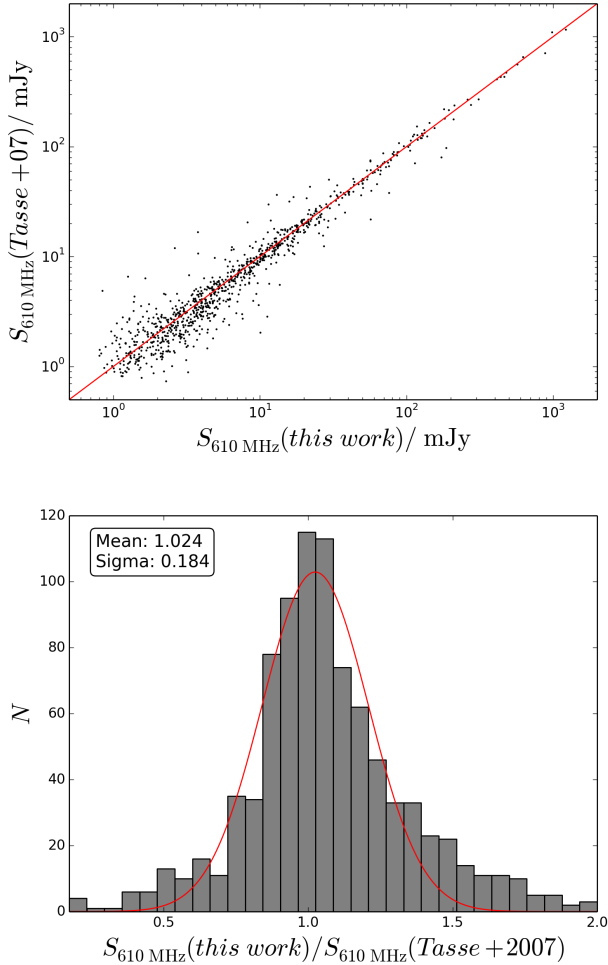 10³
10²
10¹
10⁰
S₆₁₀ MHz(Tasse+07)/ mJy
10⁰ 10¹ 10² 10³
S₆₁₀ MHz(this work)/ mJy
120
Mean: 1.024
Sigma: 0.184
100
80
60
40
20
0
N
0.5 1.0 1.5 2.0
S₆₁₀ MHz(this work)/S₆₁₀ MHz(Tasse+2007)